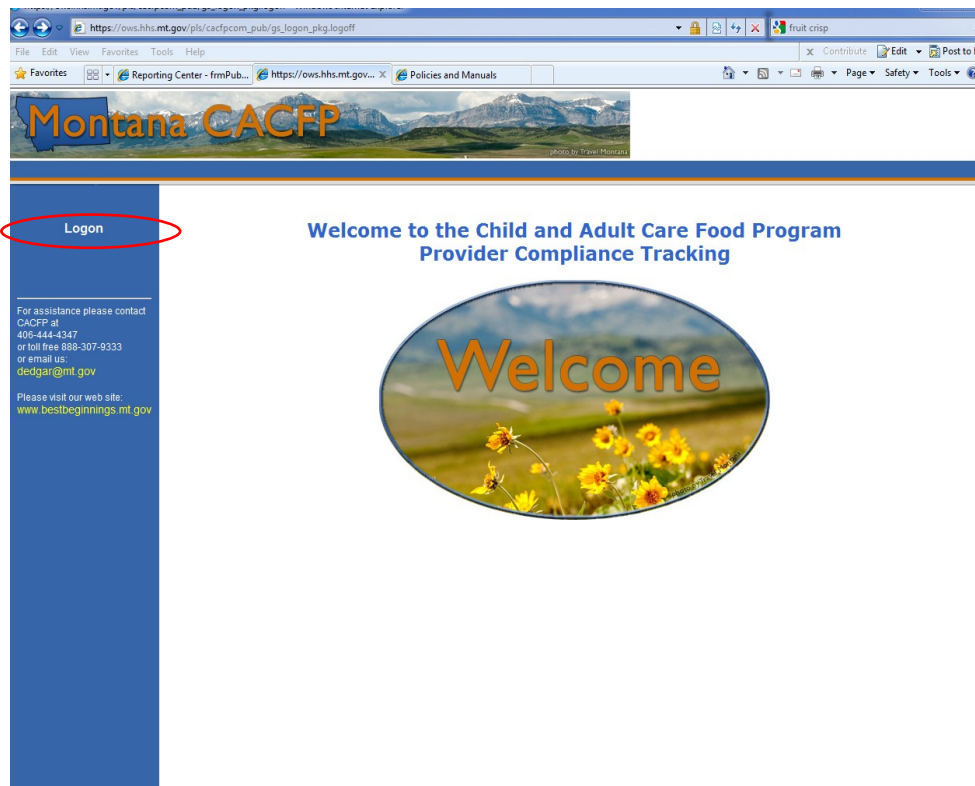 https://ows.hhs.mt.gov/pls/cacfpcom_pub/gs_logon_pkg.logoff
fruit crisp
File Edit View Favorites Tools Help
x Contribute Edit Post to
Favorites
Reporting Center - frmPub...
https://ows.hhs.mt.gov... X
Policies and Manuals
Page Safety Tools
Montana CACFP
photo by Travel Montana
Logon
Welcome to the Child and Adult Care Food Program
Provider Compliance Tracking
Welcome
For assistance please contact
CACFP at
406-444-4347
or toll free 888-307-9333
or email us:
dedgar@mt.gov
Please visit our web site:
www.bestbeginnings.mt.gov